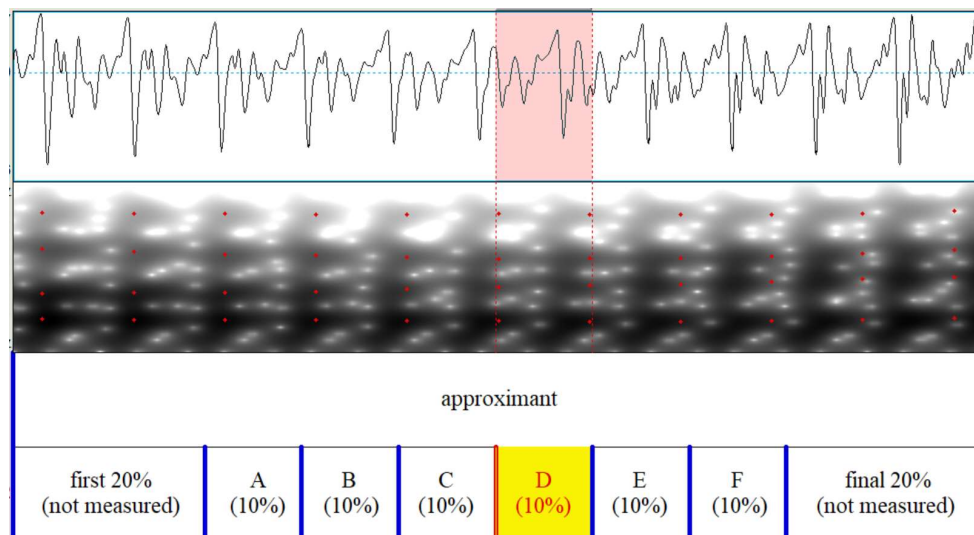 approximant
first 20% A B C D E F final 20%
(not measured) (10%) (10%) (10%) (10%) (10%) (10%) (not measured)